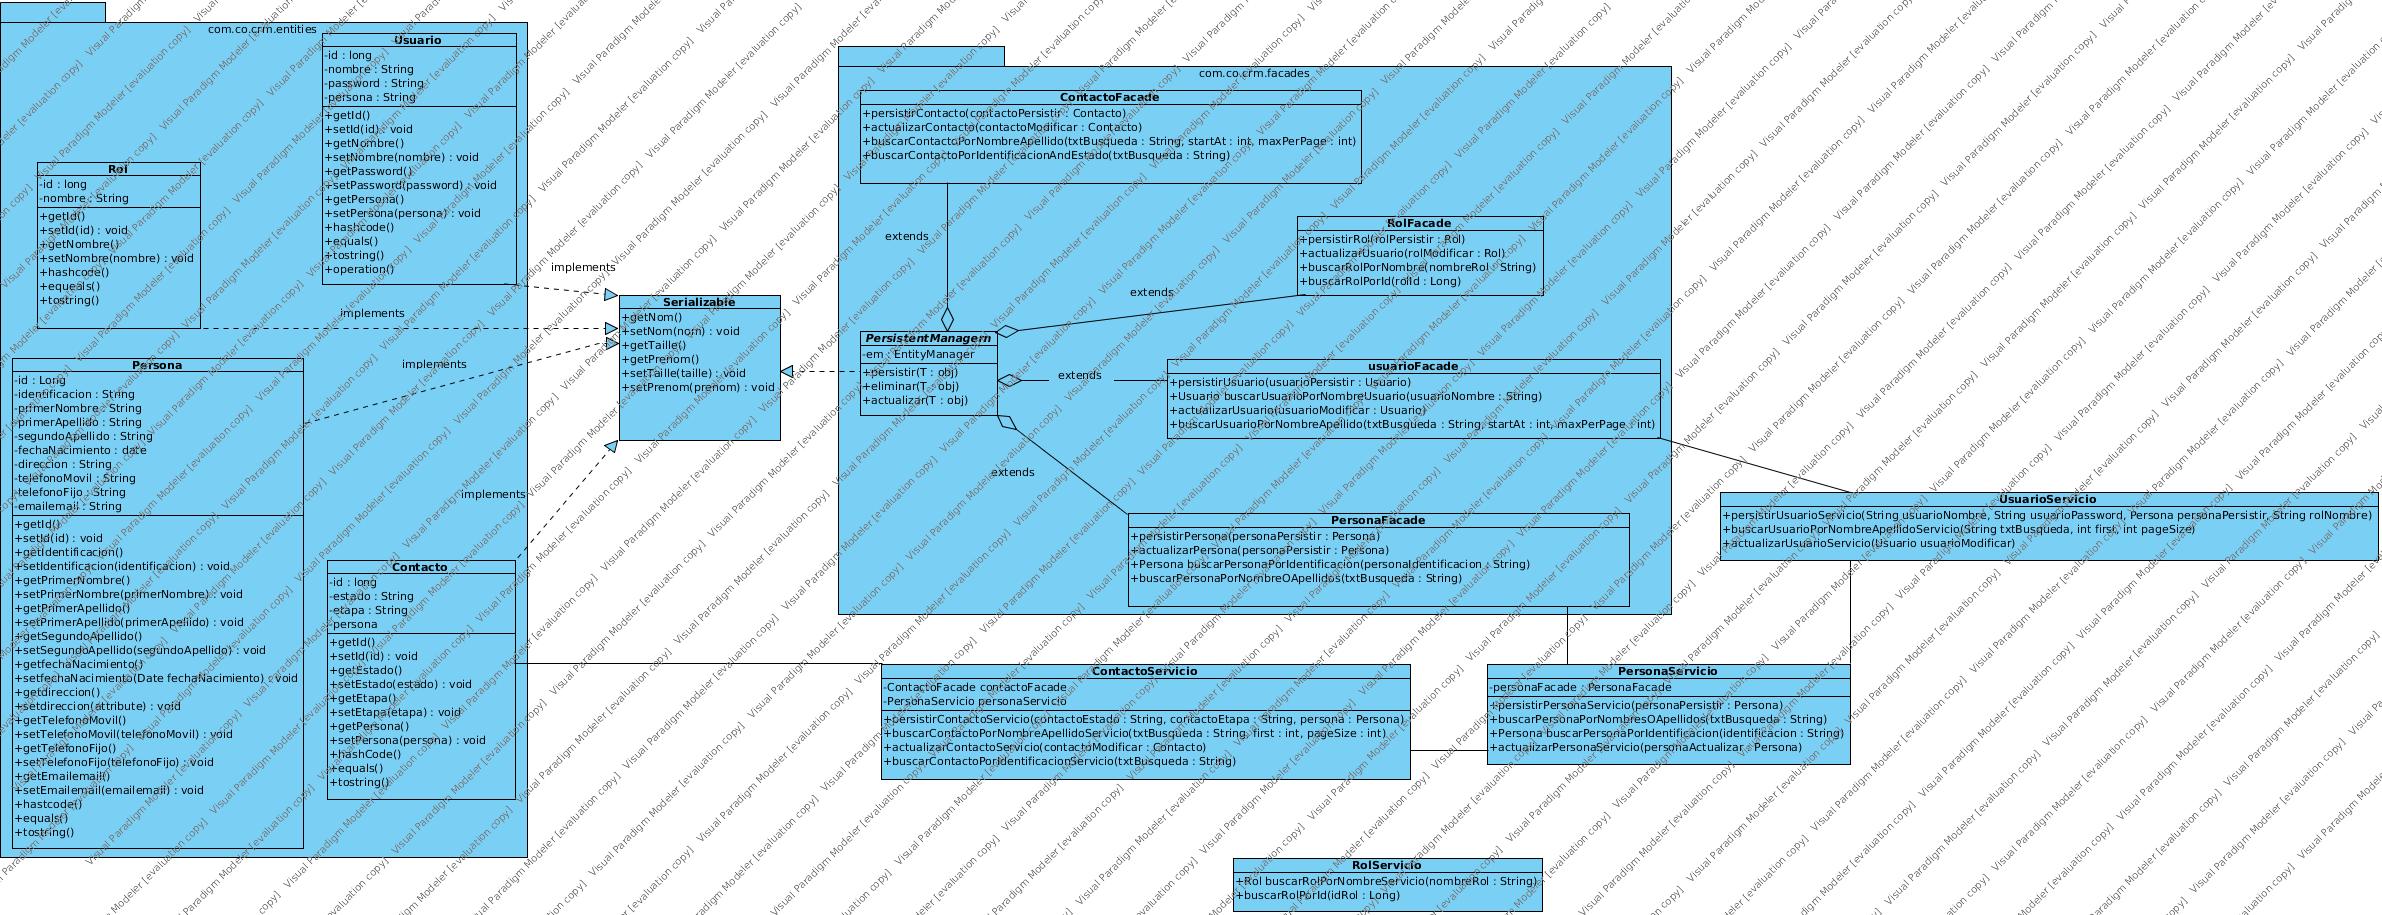 com.co.crm.entities
Usuario
-id : long
-nombre : String
-password : String
-persona : String
+getId()
+setId(id) : void
+getNombre()
+setNombre(nombre) : void
+getPassword()
+setPassword(password) : void
+getPersona()
+setPersona(persona) : void
+hashcode()
+equals()
+tostring()
+operation()
Rol
-id : long
-nombre : String
+getId()
+setId(id) : void
+getNombre()
+setNombre(nombre) : void
+hashcode()
+equeals()
+tostring()
Persona
-id : Long
-identificacion : String
-primerNombre : String
-primerApellido : String
-segundoApellido : String
-fechaNacimiento : date
-direccion : String
-telefonoMovil : String
-telefonoFijo : String
-emailemail : String
+getId()
+setId(id) : void
+getIdentificacion()
+setIdentificacion(identificacion) : void
+getPrimerNombre()
+setPrimerNombre(primerNombre) : void
+getPrimerApellido()
+setPrimerApellido(primerApellido) : void
+getSegundoApellido()
+setSegundoApellido(segundoApellido) : void
+getfechaNacimiento()
+setfechaNacimiento(Date fechaNacimiento) : void
+getdireccion()
+setdireccion(attribute) : void
+getTelefonoMovil()
+setTelefonoMovil(telefonoMovil) : void
+getTelefonoFijo()
+setTelefonoFijo(telefonoFijo) : void
+getEmailemail()
+setEmailemail(emailemail) : void
+hastcode()
+equals()
+tostring()
Contacto
-id : long
-estado : String
-etapa : String
-persona
+getId()
+setId(id) : void
+getEstado()
+setEstado(estado) : void
+getEtapa()
+setEtapa(etapa) : void
+getPersona()
+setPersona(persona) : void
+hashCode()
+equals()
+tostring()
implements
implements
implements
implements
Serializable
+getNom()
+setNom(nom) : void
+getTaille()
+getPrenom()
+setTaille(taille) : void
+setPrenom(prenom) : void
com.co.crm.facades
ContactoFacade
+persistirContacto(contactoPersistir : Contacto)
+actualizarContacto(contactoModificar : Contacto)
+buscarContactoPorNombreApellido(txtBusqueda : String, startAt : int, maxPerPage : int)
+buscarContactoPorIdentificacionAndEstado(txtBusqueda : String)
extends
RolFacade
+persistirRol(rolPersistir : Rol)
+actualizarUsuario(rolModificar : Rol)
+buscarRolPorNombre(nombreRol : String)
+buscarRolPorId(rolId : Long)
extends
PersistentManagern
-em : EntityManager
+persistir(T : obj)
+eliminar(T : obj)
+actualizar(T : obj)
extends
usuarioFacade
+persistirUsuario(usuarioPersistir : Usuario)
+Usuario buscarUsuarioPorNombreUsuario(usuarioNombre : String)
+actualizarUsuario(usuarioModificar : Usuario)
+buscarUsuarioPorNombreApellido(txtBusqueda : String, startAt : int, maxPerPage : int)
extends
PersonaFacade
+persistirPersona(personaPersistir : Persona)
+actualizarPersona(personaPersistir : Persona)
+Persona buscarPersonaPorIdentificacion(personaIdentificacion : String)
+buscarPersonaPorNombreOApellidos(txtBusqueda : String)
UsuarioServicio
+persistirUsuarioServicio(String usuarioNombre, String usuarioPassword, Persona personaPersistir, String rolNombre)
+buscarUsuarioPorNombreApellidoServicio(String txtBusqueda, int first, int pageSize)
+actualizarUsuarioServicio(Usuario usuarioModificar)
ContactoServicio
-ContactoFacade contactoFacade
-PersonaServicio personaServicio
+persistirContactoServicio(contactoEstado : String, contactoEtapa : String, persona : Persona)
+buscarContactoPorNombreApellidoServicio(txtBusqueda : String, first : int, pageSize : int)
+actualizarContactoServicio(contactoModificar : Contacto)
+buscarContactoPorIdentificacionServicio(txtBusqueda : String)
PersonaServicio
-personaFacade : PersonaFacade
+persistirPersonaServicio(personaPersistir : Persona)
+buscarPersonaPorNombresOApellidos(txtBusqueda : String)
+Persona buscarPersonaPorIdentificacion(identificacion : String)
+actualizarPersonaServicio(personaActualizar : Persona)
RolServicio
+Rol buscarRolPorNombreServicio(nombreRol : String)
+buscarRolPorId(idRol : Long)
Visual Paradigm Modeler [evaluation copy]